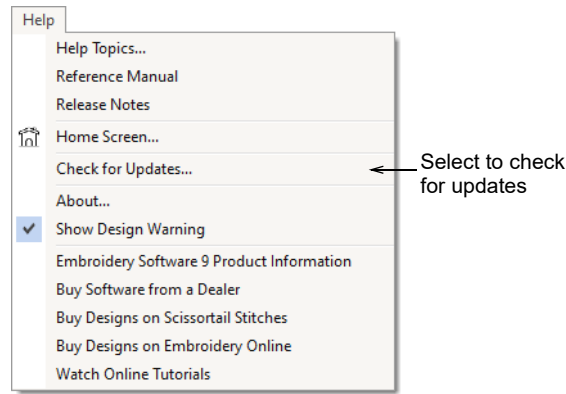 Help
Help Topics...
Reference Manual
Release Notes
Home Screen...
Check for Updates...
Select to check
for updates
About...
Show Design Warning
Embroidery Software 9 Product Information
Buy Software from a Dealer
Buy Designs on Scissortail Stitches
Buy Designs on Embroidery Online
Watch Online Tutorials